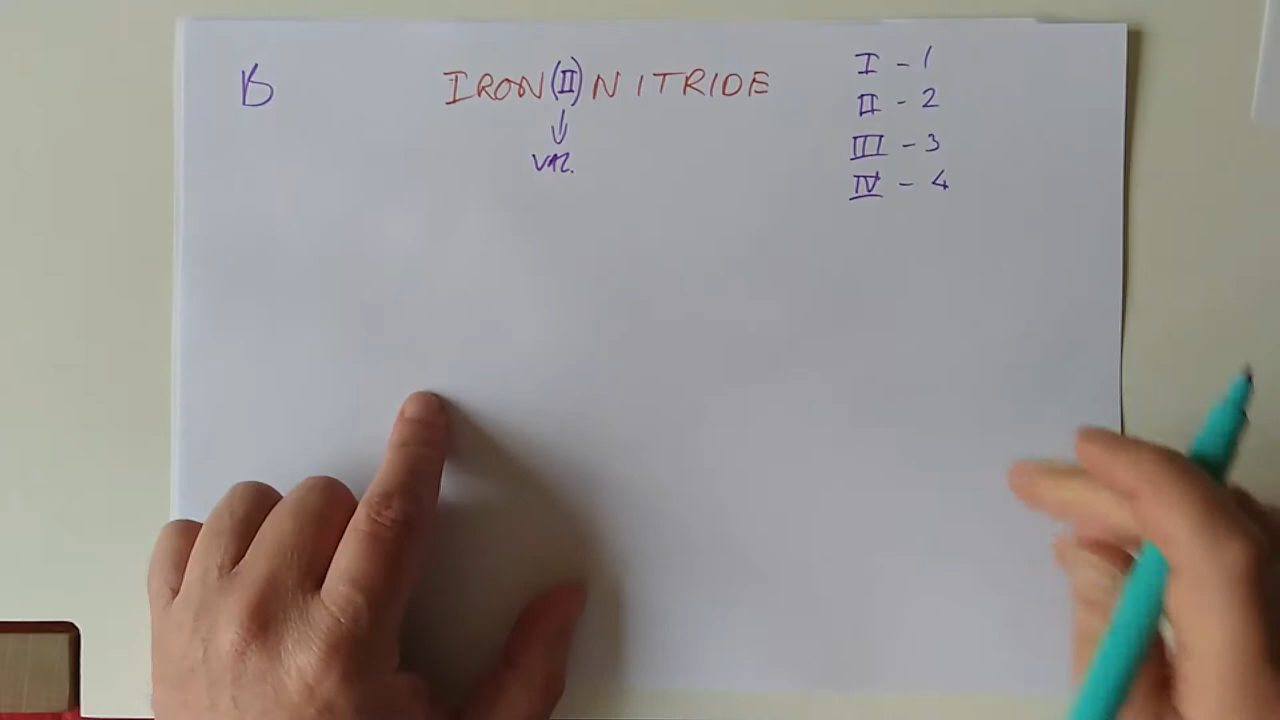 B
IRON(II)NITRIDE
↓
VAL.
I - 1
II - 2
III - 3
IV - 4